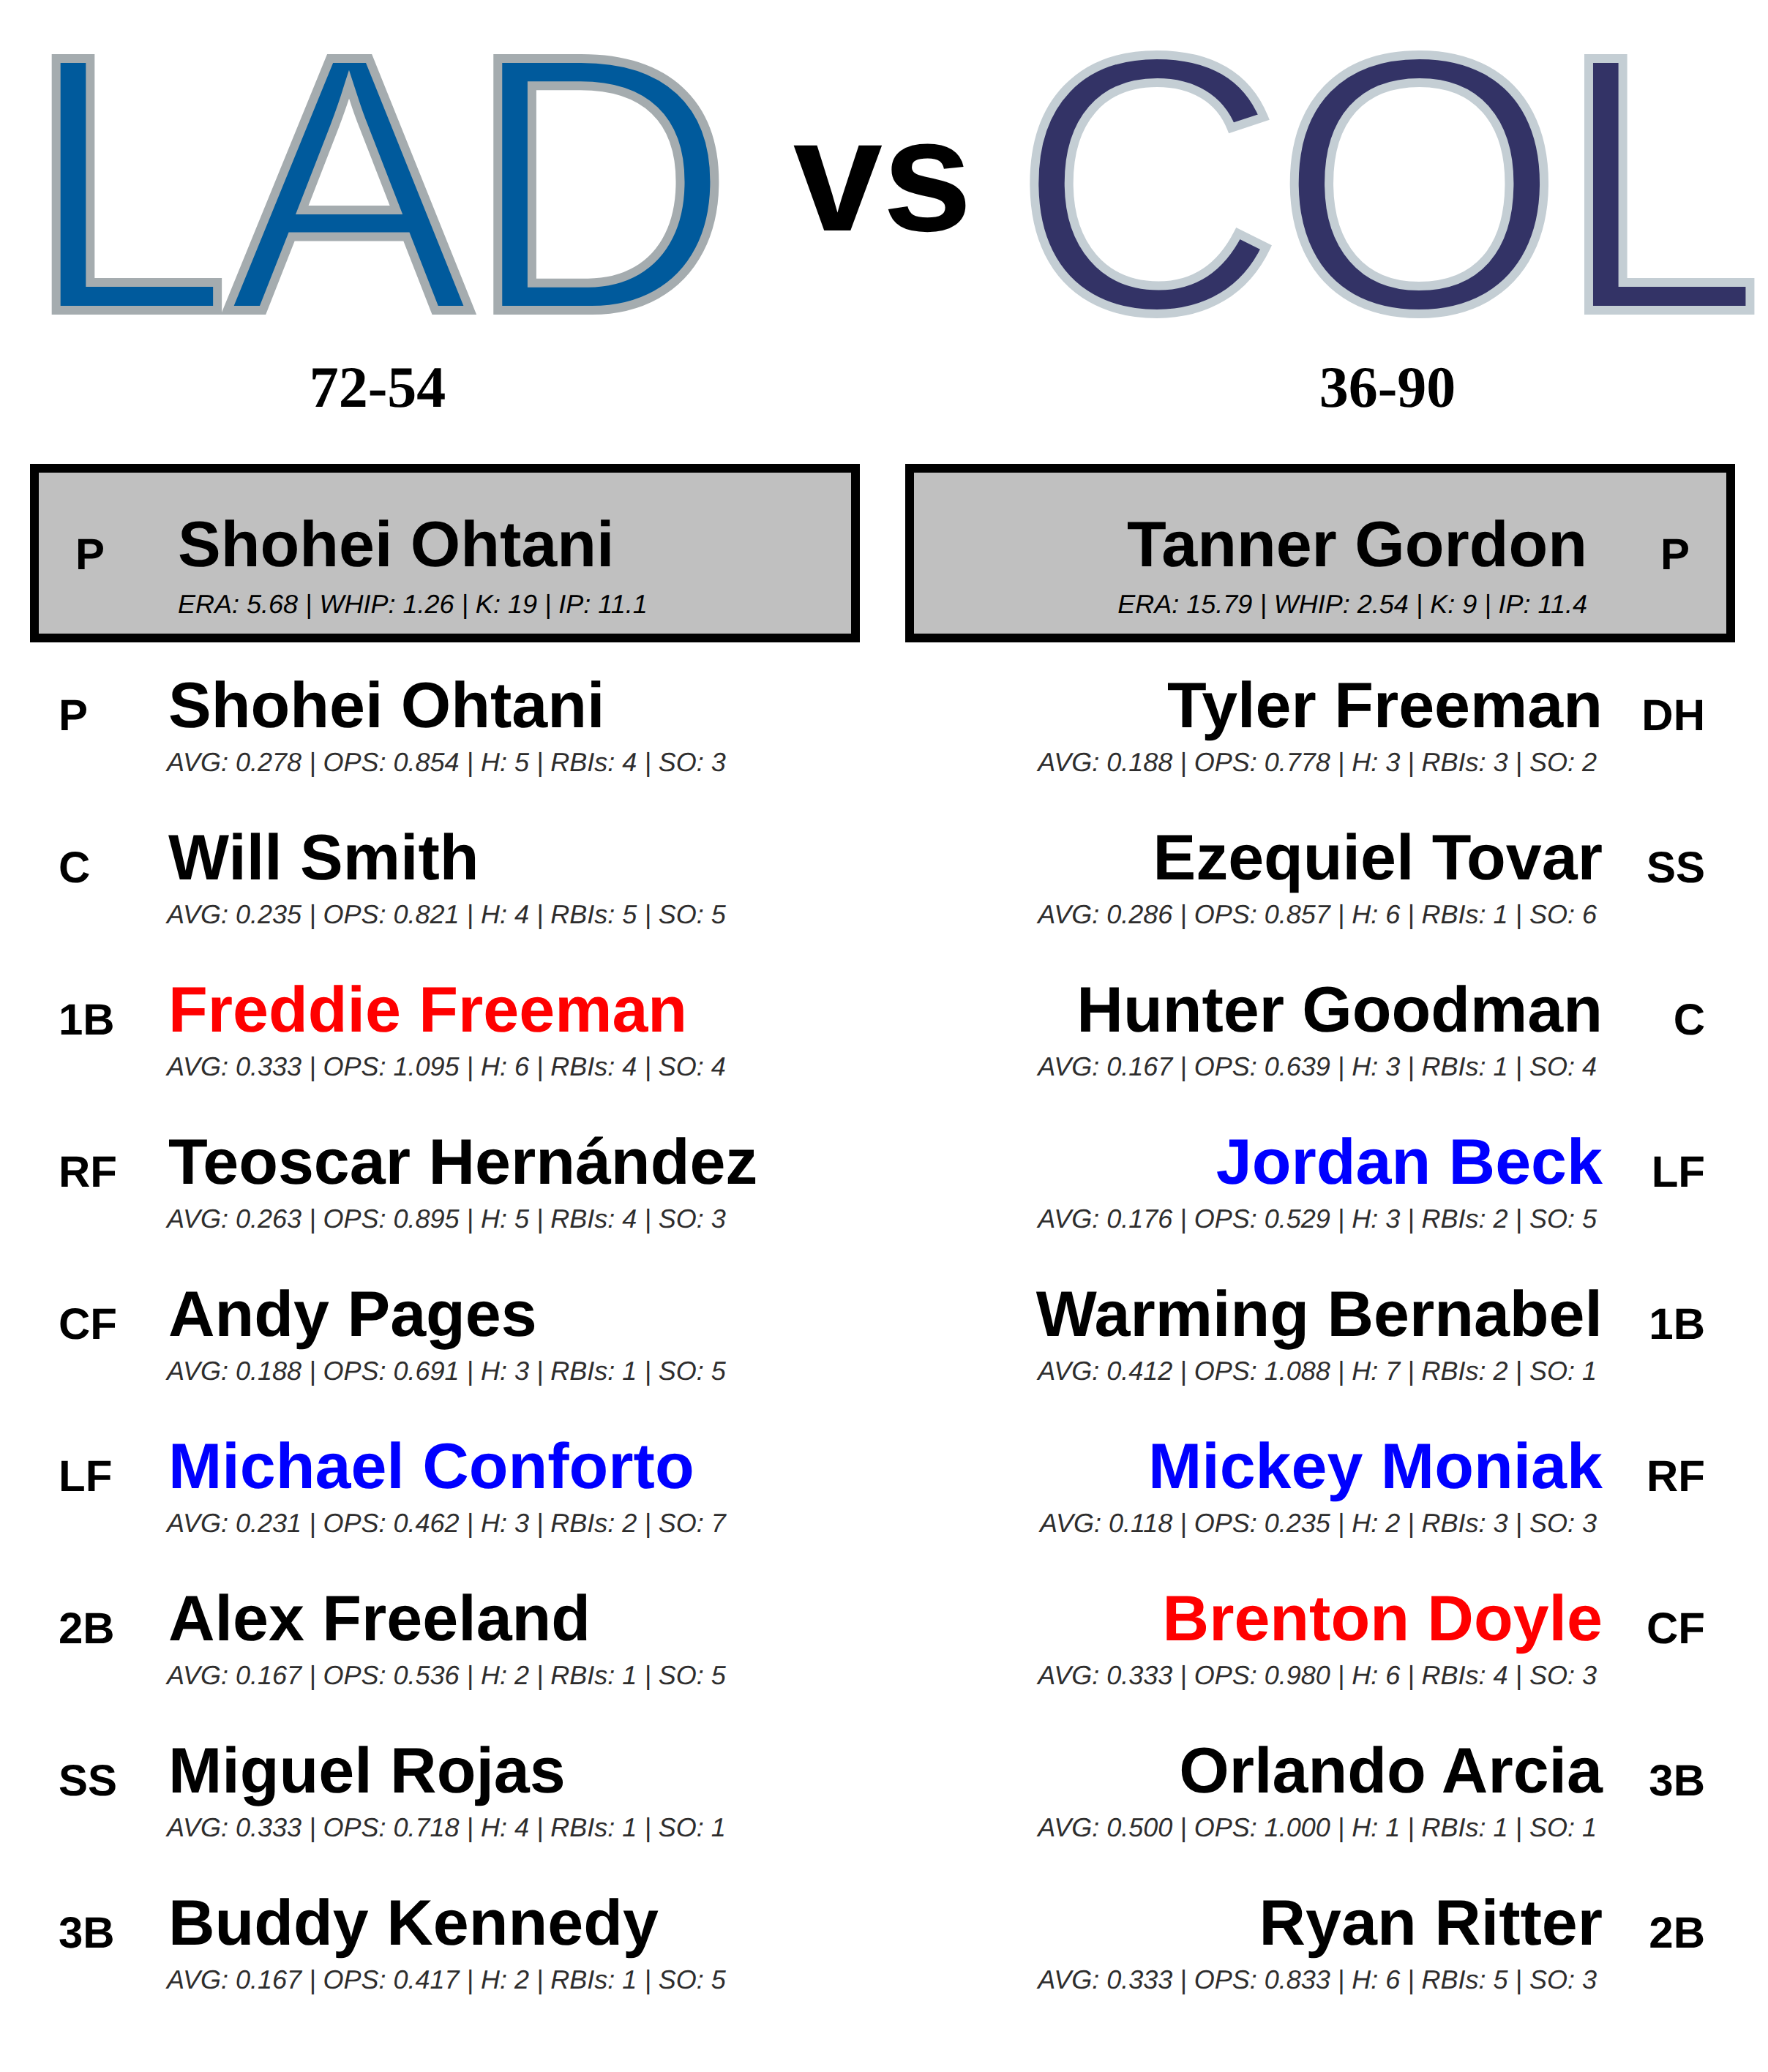 LAD vs COL
72-54 36-90
P Shohei Ohtani Tanner Gordon P
ERA: 5.68 | WHIP: 1.26 | K: 19 | IP: 11.1 ERA: 15.79 | WHIP: 2.54 | K: 9 | IP: 11.4
P Shohei Ohtani Tyler Freeman DH
AVG: 0.278 | OPS: 0.854 | H: 5 | RBIs: 4 | SO: 3 AVG: 0.188 | OPS: 0.778 | H: 3 | RBIs: 3 | SO: 2
C Will Smith Ezequiel Tovar SS
AVG: 0.235 | OPS: 0.821 | H: 4 | RBIs: 5 | SO: 5 AVG: 0.286 | OPS: 0.857 | H: 6 | RBIs: 1 | SO: 6
1B Freddie Freeman Hunter Goodman C
AVG: 0.333 | OPS: 1.095 | H: 6 | RBIs: 4 | SO: 4 AVG: 0.167 | OPS: 0.639 | H: 3 | RBIs: 1 | SO: 4
RF Teoscar Hernández Jordan Beck LF
AVG: 0.263 | OPS: 0.895 | H: 5 | RBIs: 4 | SO: 3 AVG: 0.176 | OPS: 0.529 | H: 3 | RBIs: 2 | SO: 5
CF Andy Pages Warming Bernabel 1B
AVG: 0.188 | OPS: 0.691 | H: 3 | RBIs: 1 | SO: 5 AVG: 0.412 | OPS: 1.088 | H: 7 | RBIs: 2 | SO: 1
LF Michael Conforto Mickey Moniak RF
AVG: 0.231 | OPS: 0.462 | H: 3 | RBIs: 2 | SO: 7 AVG: 0.118 | OPS: 0.235 | H: 2 | RBIs: 3 | SO: 3
2B Alex Freeland Brenton Doyle CF
AVG: 0.167 | OPS: 0.536 | H: 2 | RBIs: 1 | SO: 5 AVG: 0.333 | OPS: 0.980 | H: 6 | RBIs: 4 | SO: 3
SS Miguel Rojas Orlando Arcia 3B
AVG: 0.333 | OPS: 0.718 | H: 4 | RBIs: 1 | SO: 1 AVG: 0.500 | OPS: 1.000 | H: 1 | RBIs: 1 | SO: 1
3B Buddy Kennedy Ryan Ritter 2B
AVG: 0.167 | OPS: 0.417 | H: 2 | RBIs: 1 | SO: 5 AVG: 0.333 | OPS: 0.833 | H: 6 | RBIs: 5 | SO: 3